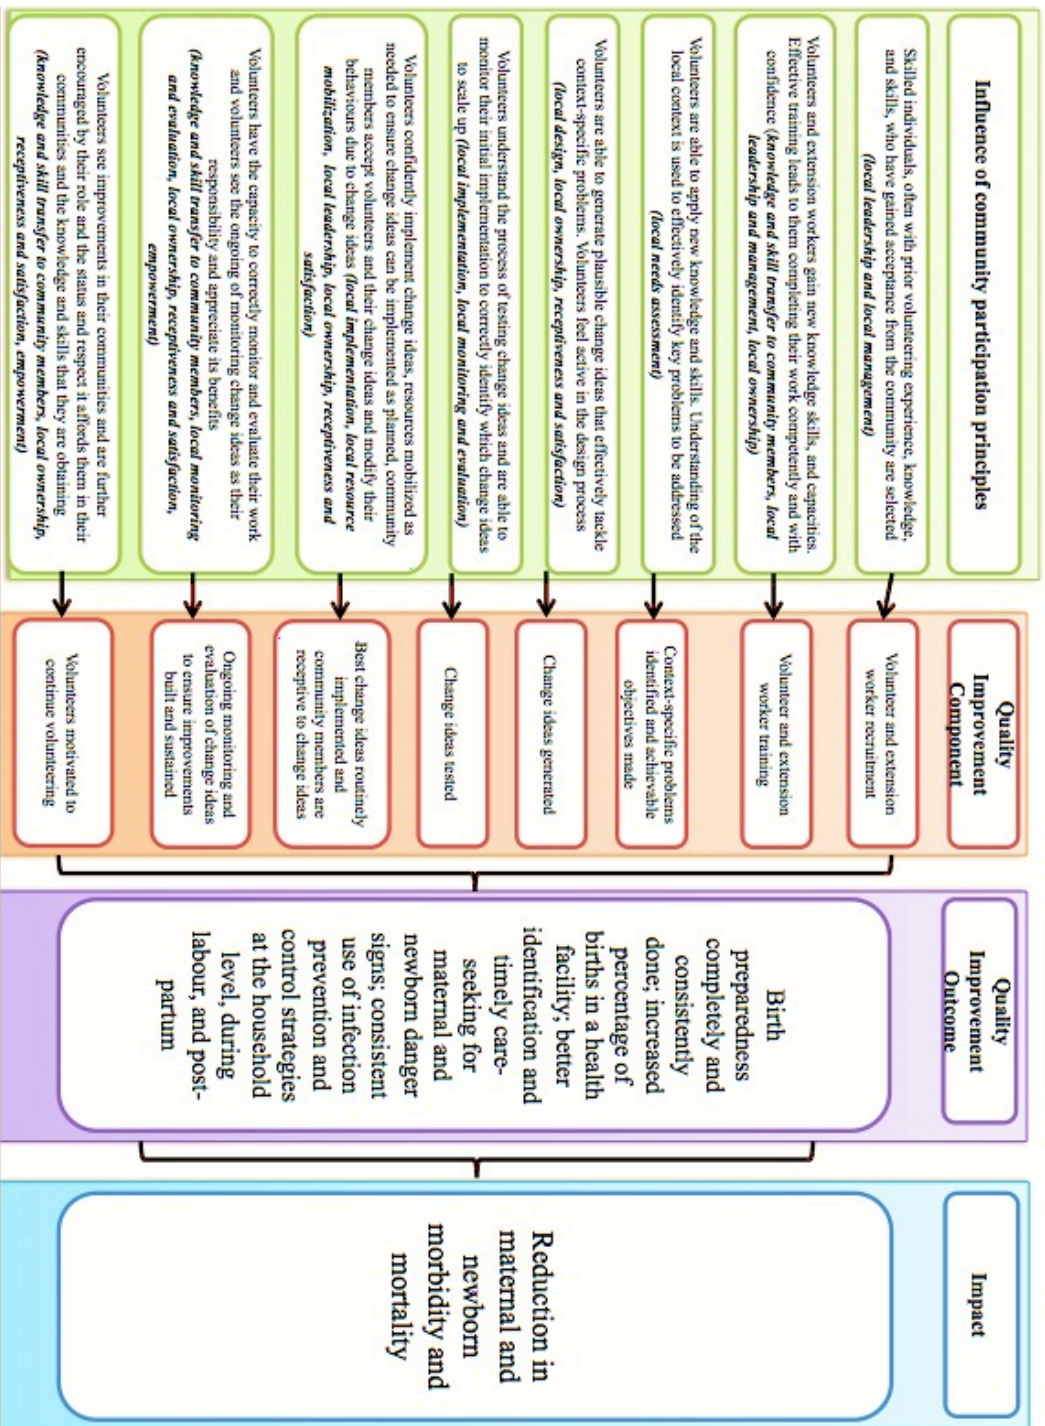 Influence of community participation principles
Skilled individuals, often with prior volunteering experience, knowledge,
and skills, who have gained acceptance from the community are selected
(local leadership and local management)
Volunteers and extension workers gain new knowledge skills, and capacities.
Effective training leads to them completing their work competently and with
confidence (knowledge and skill transfer to community members, local
leadership and management, local ownership)
Volunteers are able to apply new knowledge and skills. Understanding of the
local context is used to effectively identify key problems to be addressed
(local needs assessment)
Volunteers are able to generate plausible change ideas that effectively tackle
context-specific problems. Volunteers feel active in the design process
(local design, local ownership, receptiveness and satisfaction)
Volunteers understand the process of testing change ideas and are able to
monitor their initial implementation to correctly identify which change ideas
to scale up (local implementation, local monitoring and evaluation)
Volunteers confidently implement change ideas, resources mobilized as
needed to ensure change ideas can be implemented as planned, community
members accept volunteers and their change ideas and modify their
behaviours due to change ideas (local implementation, local resource
mobilization, local leadership, local ownership, receptiveness and
satisfaction)
Volunteers have the capacity to correctly monitor and evaluate their work
and volunteers see the ongoing of monitoring change ideas as their
responsibility and appreciate its benefits
(knowledge and skill transfer to community members, local monitoring
and evaluation, local ownership, receptiveness and satisfaction,
empowerment)
Volunteers see improvements in their communities and are further
encouraged by their role and the status and respect it affords them in their
communities and the knowledge and skills that they are obtaining
(knowledge and skill transfer to community members, local ownership,
receptiveness and satisfaction, empowerment)
Quality
Improvement
Component
Volunteer and extension
worker recruitment
Volunteer and extension
worker training
Context-specific problems
identified and achievable
objectives made
Change ideas generated
Change ideas tested
Best change ideas routinely
implemented and
community members are
receptive to change ideas
Ongoing monitoring and
evaluation of change ideas
to ensure improvements
built and sustained
Volunteers motivated to
continue volunteering
Quality
Improvement
Outcome
Birth
preparedness
completely and
consistently
done; increased
percentage of
births in a health
facility; better
identification and
timely care-
seeking for
maternal and
newborn danger
signs; consistent
use of infection
prevention and
control strategies
at the household
level, during
labour, and post-
partum
Impact
Reduction in
maternal and
newborn
morbidity and
mortality